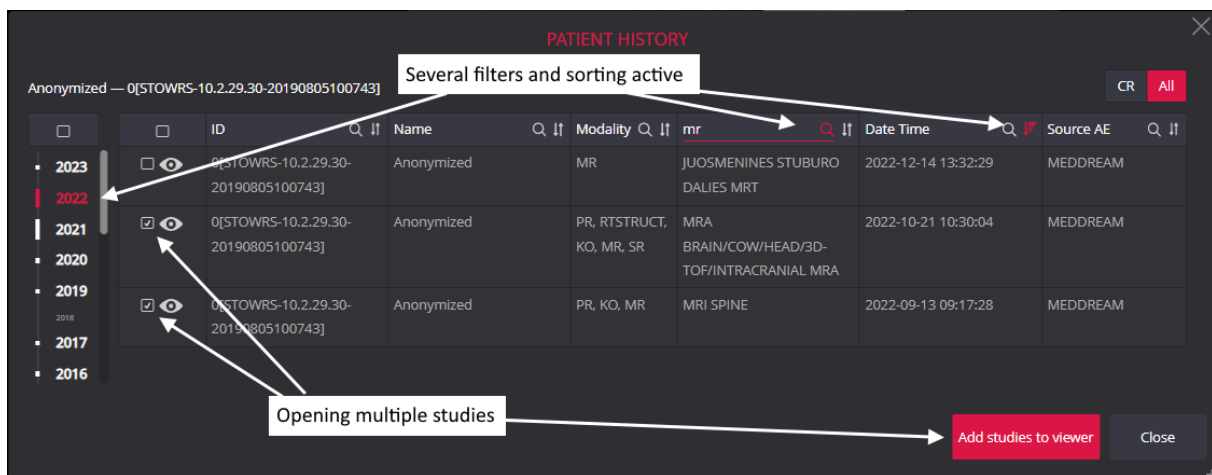 PATIENT HISTORY
Several filters and sorting active
Anonymized — 0[STOWRS-10.2.29.30-20190805100743]
CR All
ID Name Modality mr Date Time Source AE
2023
2022
2021
2020
2019
2018
2017
2016
0[STOWRS-10.2.29.30-
20190805100743]
Anonymized
MR
JUOSMENINES STUBURO
DALIES MRT
2022-12-14 13:32:29
MEDDREAM
0[STOWRS-10.2.29.30-
20190805100743]
Anonymized
PR, RTSTRUCT,
KO, MR, SR
MRA
BRAIN/COW/HEAD/3D-
TOF/INTRACRANIAL MRA
2022-10-21 10:30:04
MEDDREAM
0[STOWRS-10.2.29.30-
20190805100743]
Anonymized
PR, KO, MR
MRI SPINE
2022-09-13 09:17:28
MEDDREAM
Opening multiple studies
Add studies to viewer
Close